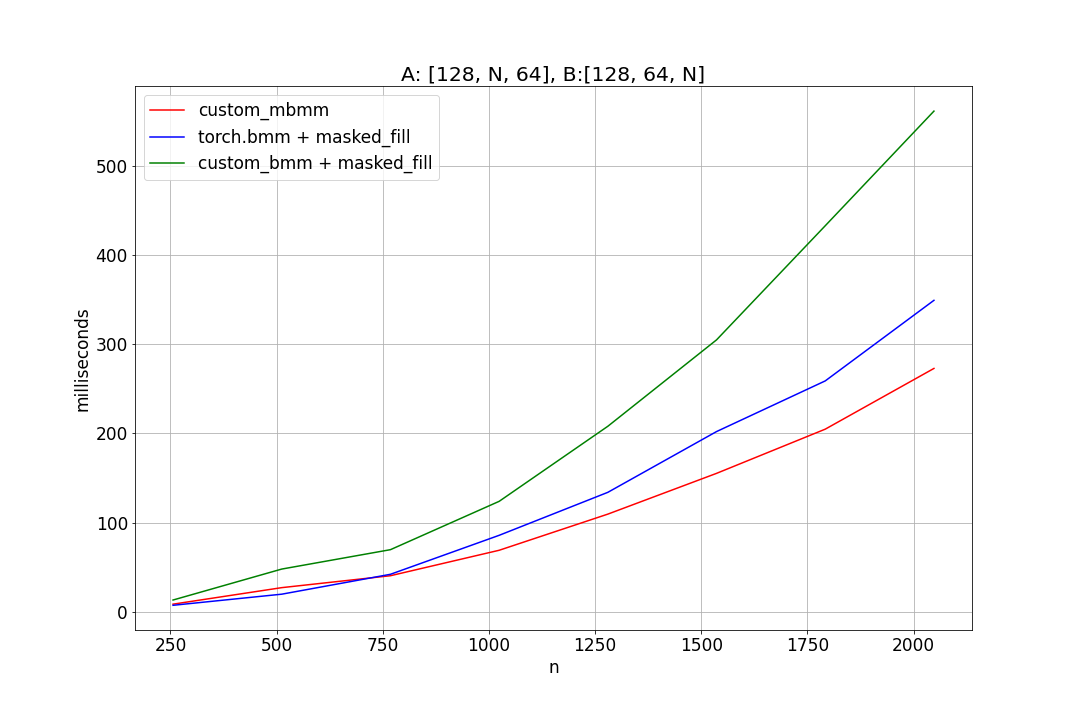 A: [128, N, 64], B:[128, 64, N]
custom_mbmm
torch.bmm + masked_fill
custom_bmm + masked_fill
500
400
300
200
100
0
milliseconds
250 500 750 1000 1250 1500 1750 2000
n